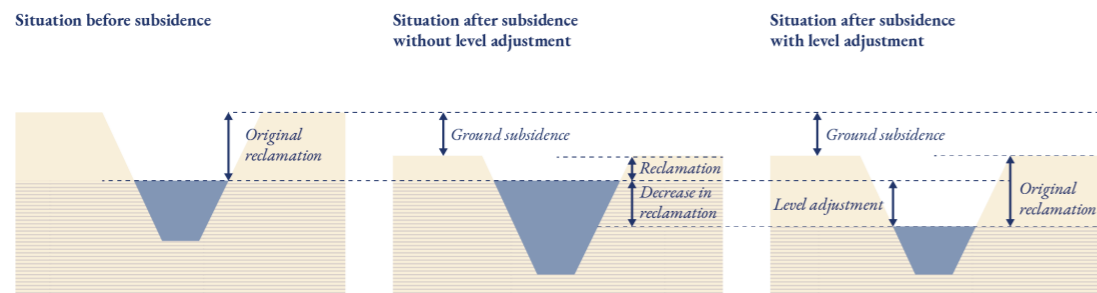 Situation before subsidence
Situation after subsidence
without level adjustment
Situation after subsidence
with level adjustment
Original
reclamation
Ground subsidence
Reclamation
Decrease in
reclamation
Ground subsidence
Level adjustment
Original
reclamation